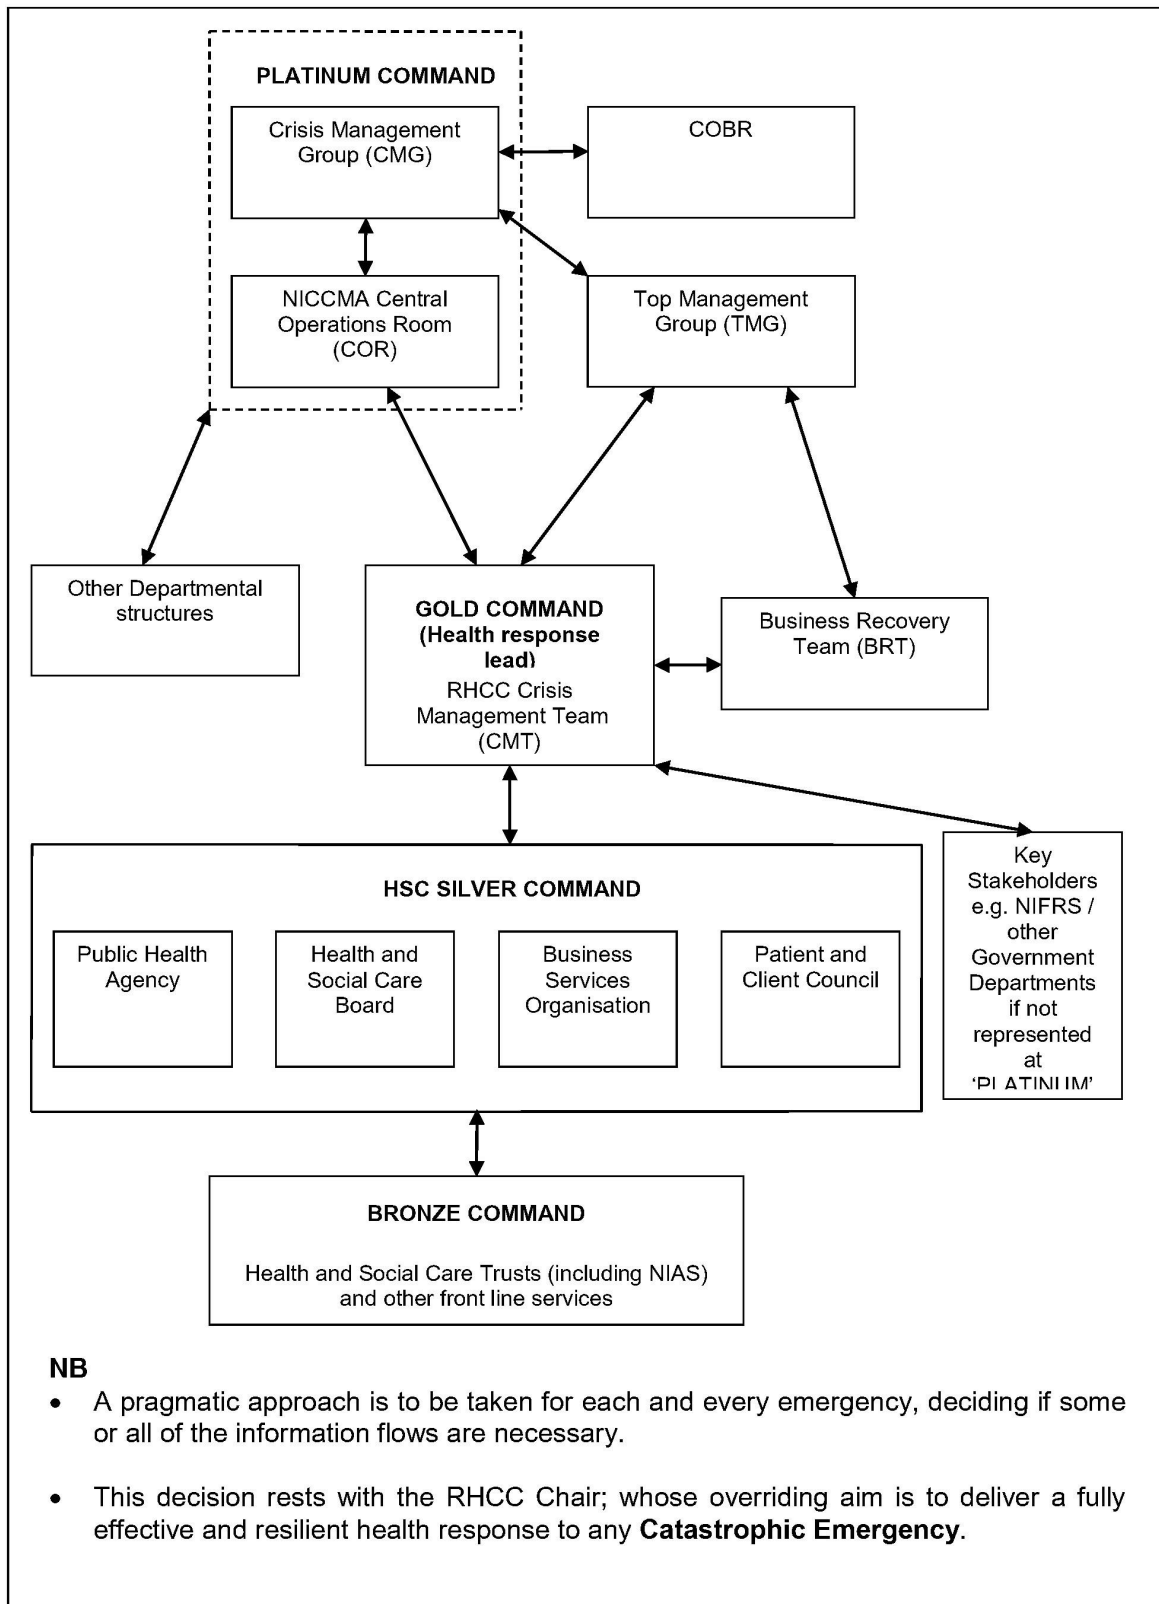 PLATINUM COMMAND
Crisis Management
Group (CMG)
COBR
NICCMA Central
Operations Room
(COR)
Top Management
Group (TMG)
Other Departmental
structures
GOLD COMMAND
(Health response
lead)
RHCC Crisis
Management Team
(CMT)
Business Recovery
Team (BRT)
HSC SILVER COMMAND
Public Health
Agency
Health and
Social Care
Board
Business
Services
Organisation
Patient and
Client Council
Key
Stakeholders
e.g. NIFRS /
other
Government
Departments
if not
represented
at
‘PLATINUM’
BRONZE COMMAND
Health and Social Care Trusts (including NIAS)
and other front line services
NB
• A pragmatic approach is to be taken for each and every emergency, deciding if some
or all of the information flows are necessary.
• This decision rests with the RHCC Chair; whose overriding aim is to deliver a fully
effective and resilient health response to any Catastrophic Emergency.